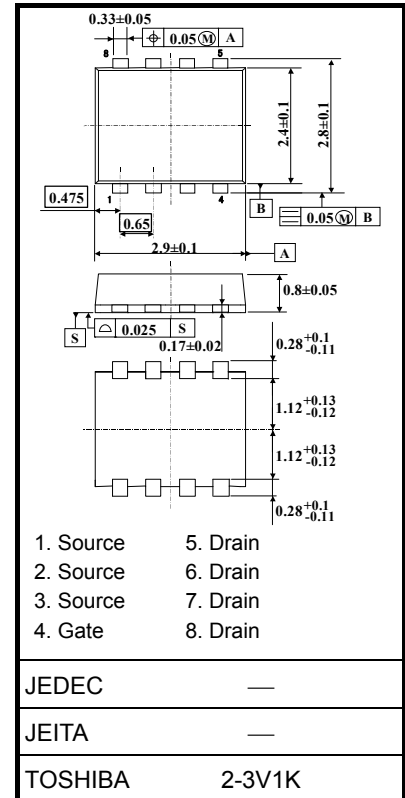 0.33±0.05
⌖ 0.05 Ⓜ A
8 5
2.4±0.1
2.8±0.1
0.475
1 4
B
⌯ 0.05 Ⓜ B
0.65
2.9±0.1
A
0.8±0.05
S
⌓ 0.025 S
0.17±0.02
0.28 +0.1 -0.11
1.12 +0.13 -0.12
1.12 +0.13 -0.12
0.28 +0.1 -0.11
1. Source 5. Drain
2. Source 6. Drain
3. Source 7. Drain
4. Gate 8. Drain
JEDEC —
JEITA —
TOSHIBA 2-3V1K